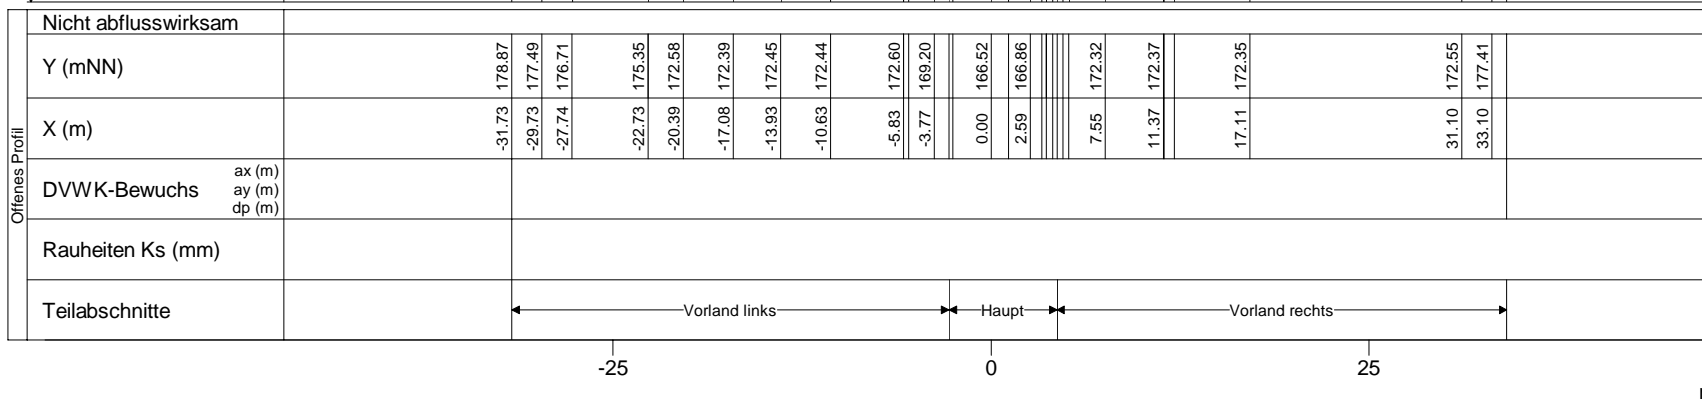 Offenes Profil
Nicht abflusswirksam
Y (mNN) 178.87 177.49 176.71 175.35 172.58 172.39 172.45 172.44 172.60 169.20 166.52 166.86 172.32 172.37 172.35 172.55 177.41
X (m) -31.73 -29.73 -27.74 -22.73 -20.39 -17.08 -13.93 -10.63 -5.83 -3.77 0.00 2.59 7.55 11.37 17.11 31.10 33.10
DVWK-Bewuchs
ax (m)
ay (m)
dp (m)
Rauheiten Ks (mm)
Teilabschnitte Vorland links Haupt Vorland rechts
-25 0 25